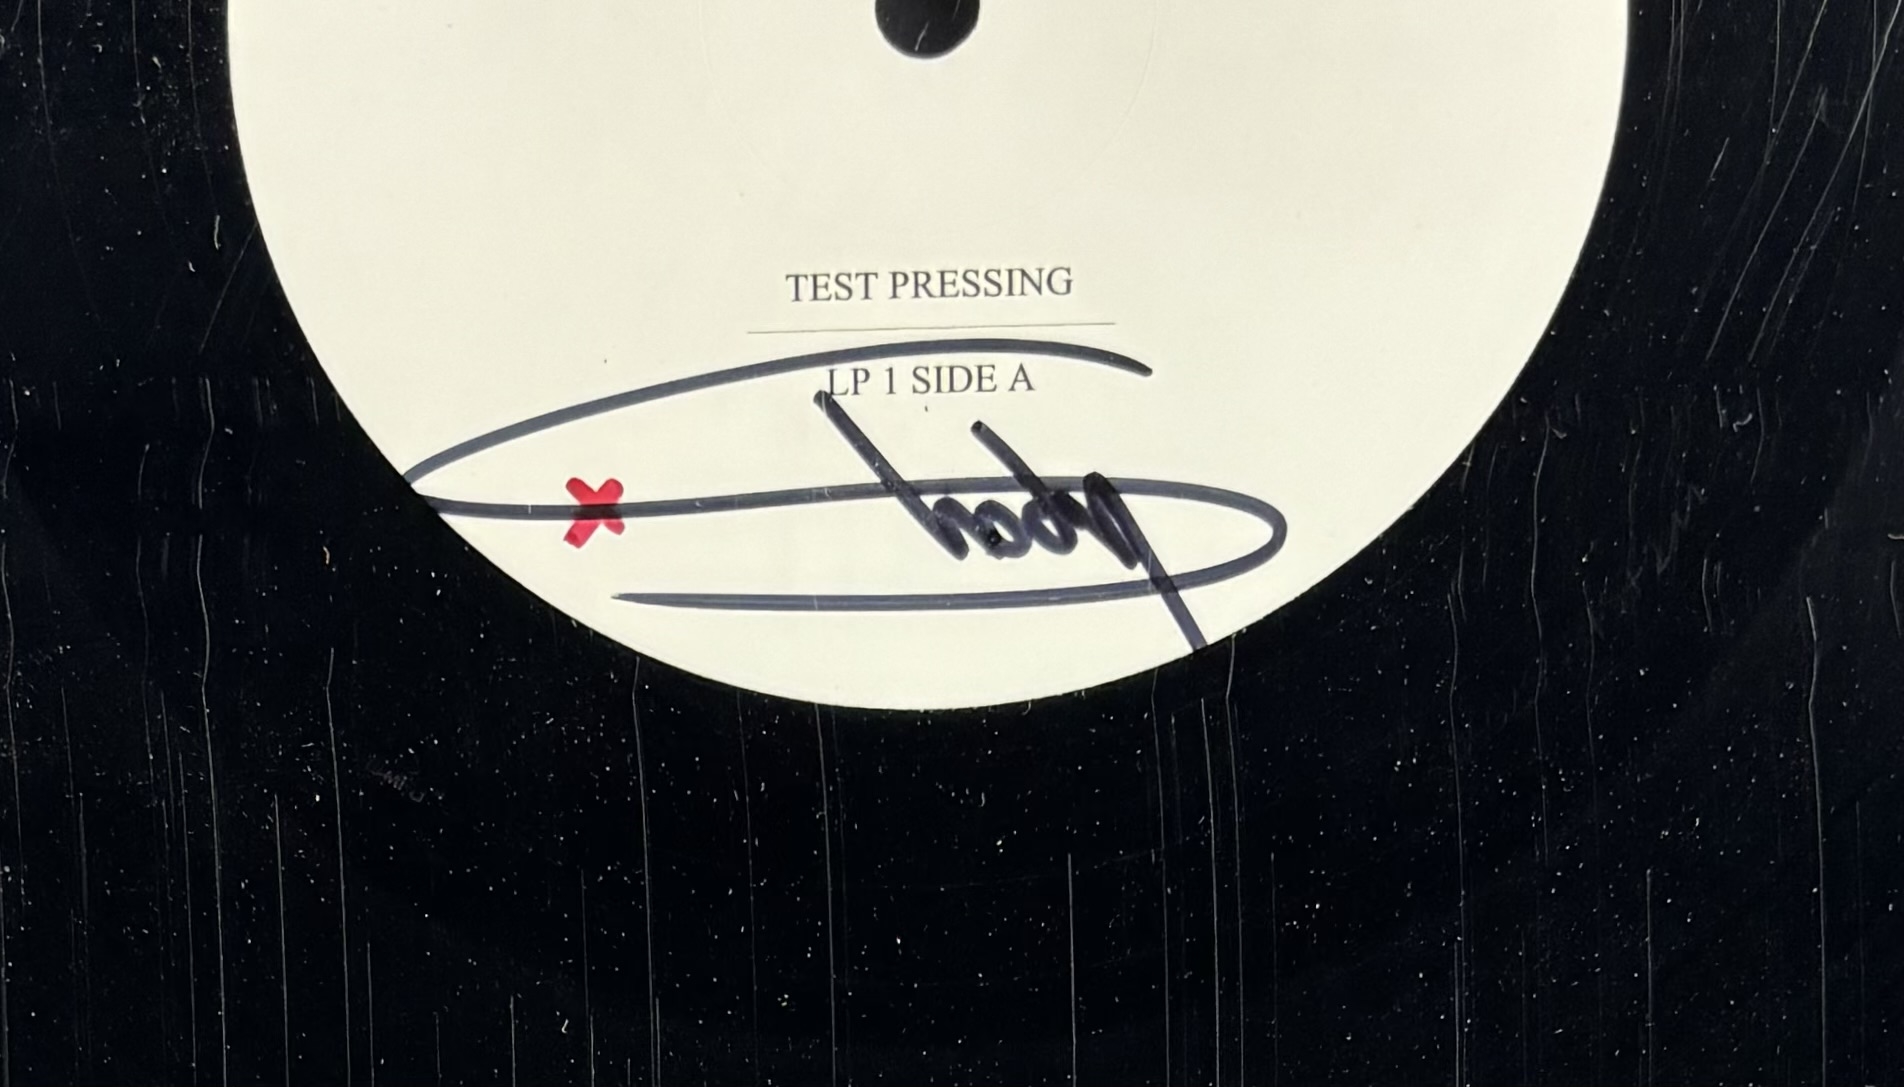 TEST PRESSING
LP 1 SIDE A